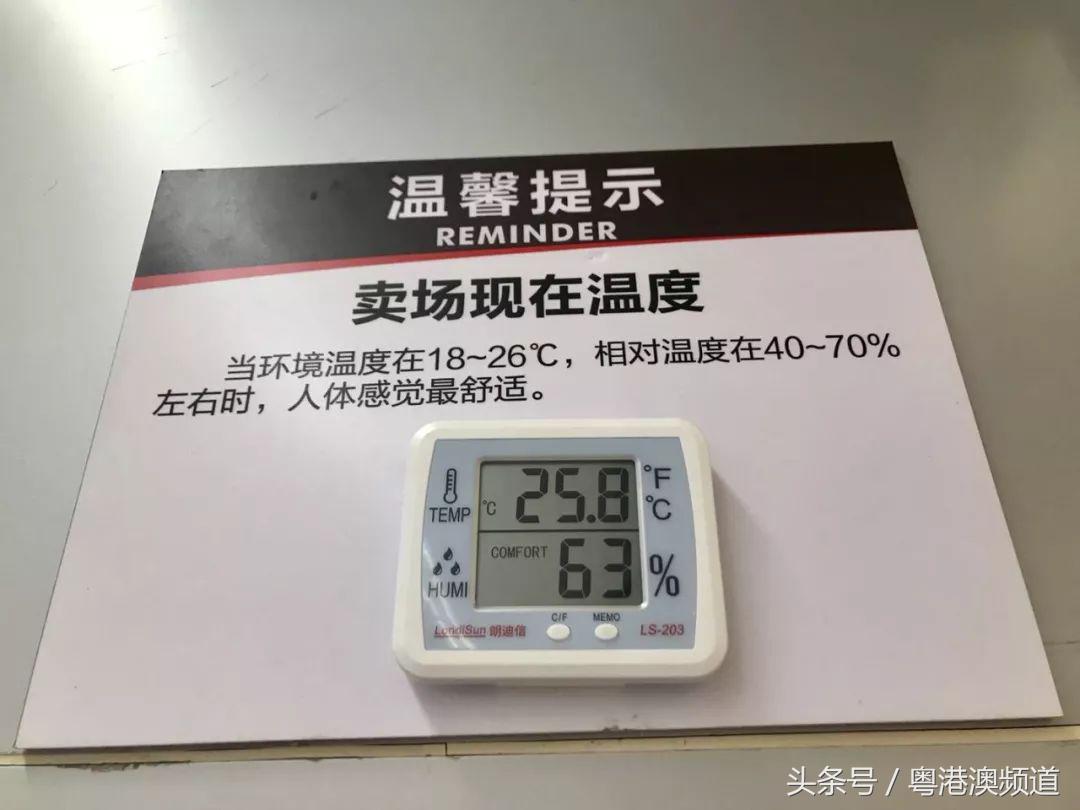 温馨提示
REMINDER
卖场现在温度
当环境温度在18~26℃，相对温度在40~70%
左右时，人体感觉最舒适。
°F
℃ 25.8 °C
TEMP
COMFORT 63 %
HUMI
C/F MEMO
LondiSun 朗迪信 LS-203
头条号 / 粤港澳频道